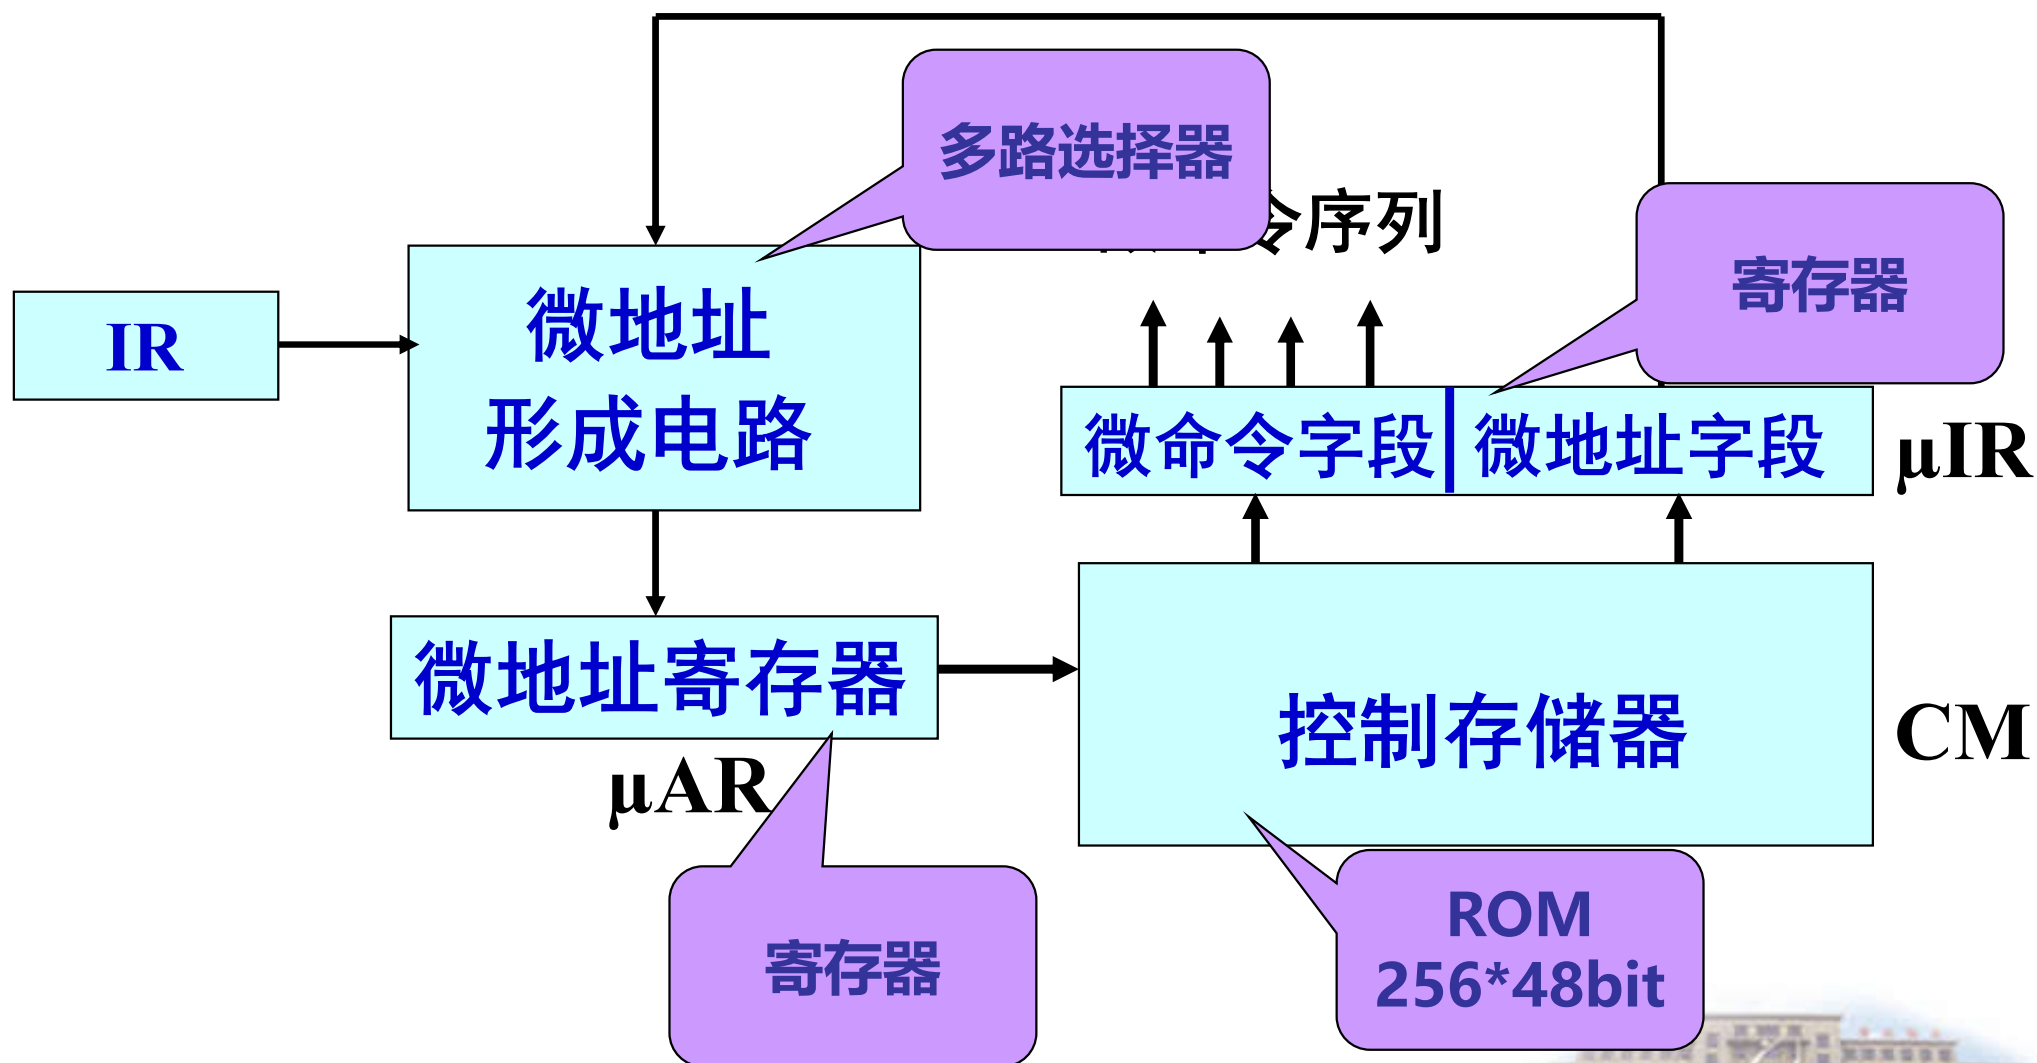 多路选择器
令序列
寄存器
IR
微地址
形成电路
微命令字段
微地址字段
μIR
微地址寄存器
μAR
控制存储器
CM
寄存器
ROM
256*48bit